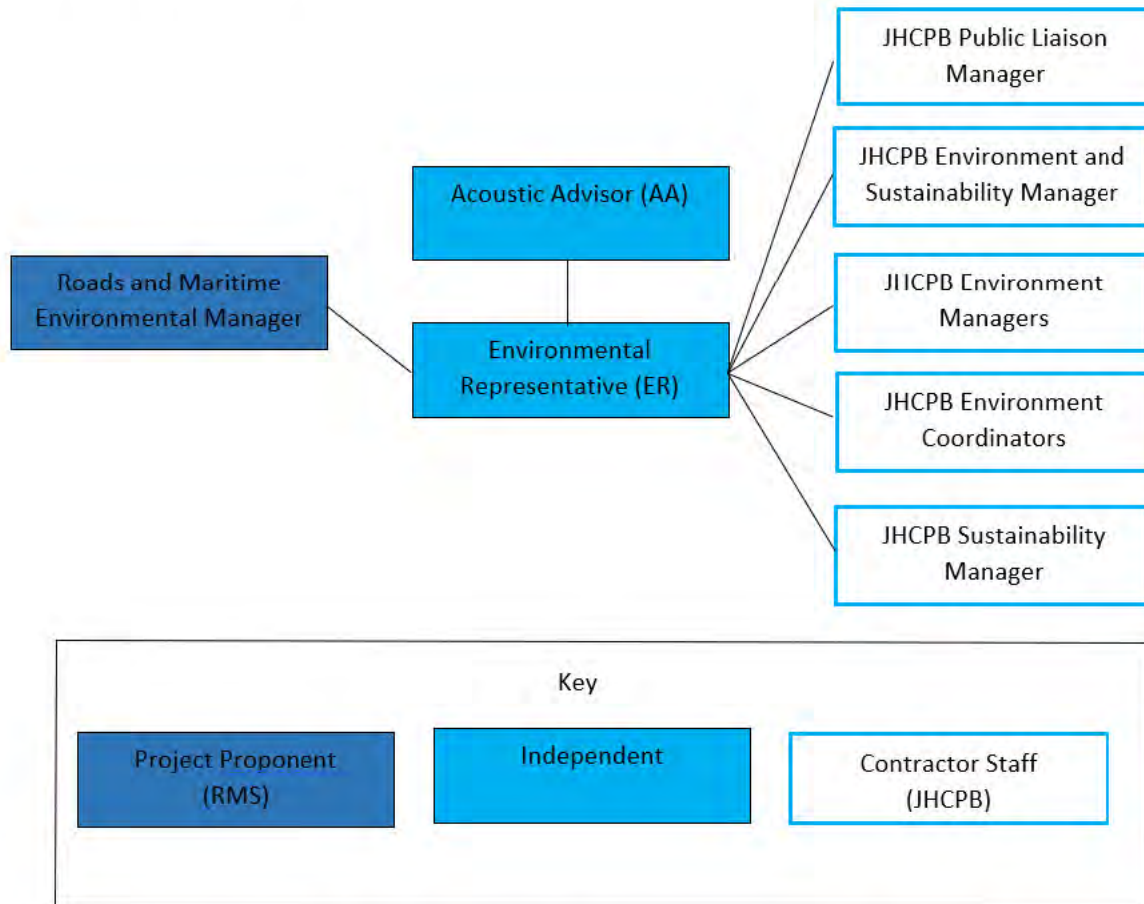 JHCPB Public Liaison
Manager
JHCPB Environment and
Sustainability Manager
Acoustic Advisor (AA)
Roads and Maritime
Environmental Manager
JHCPB Environment
Managers
Environmental
Representative (ER)
JHCPB Environment
Coordinators
JHCPB Sustainability
Manager
Key
Project Proponent
(RMS)
Independent
Contractor Staff
(JHCPB)